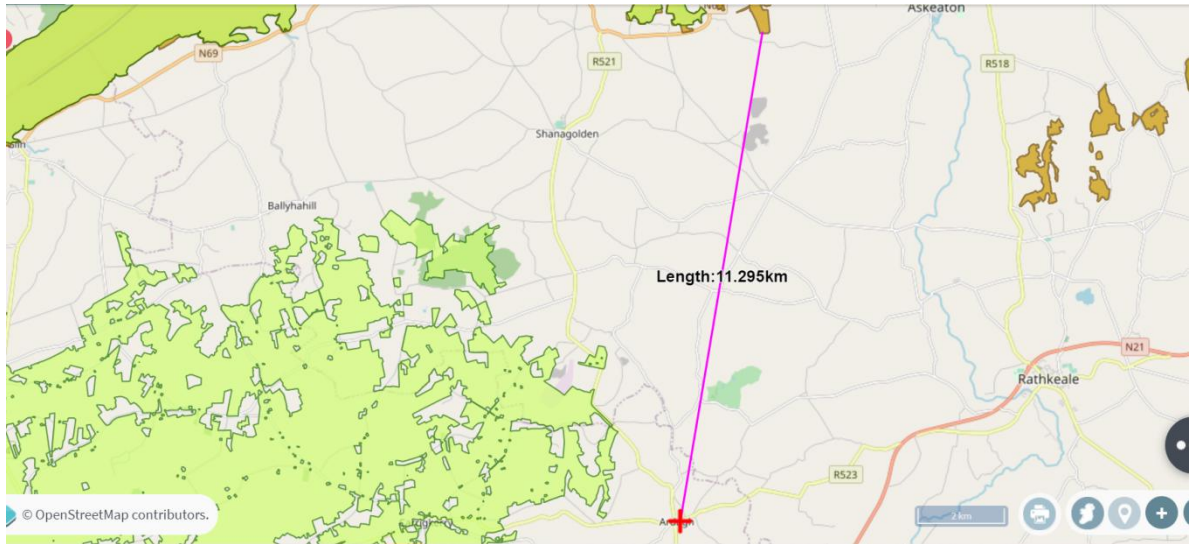 Askeaton
N69
R521
R518
Shanagolden
Ballyhahill
Length:11.295km
N21
Rathkeale
R523
© OpenStreetMap contributors.
2 km